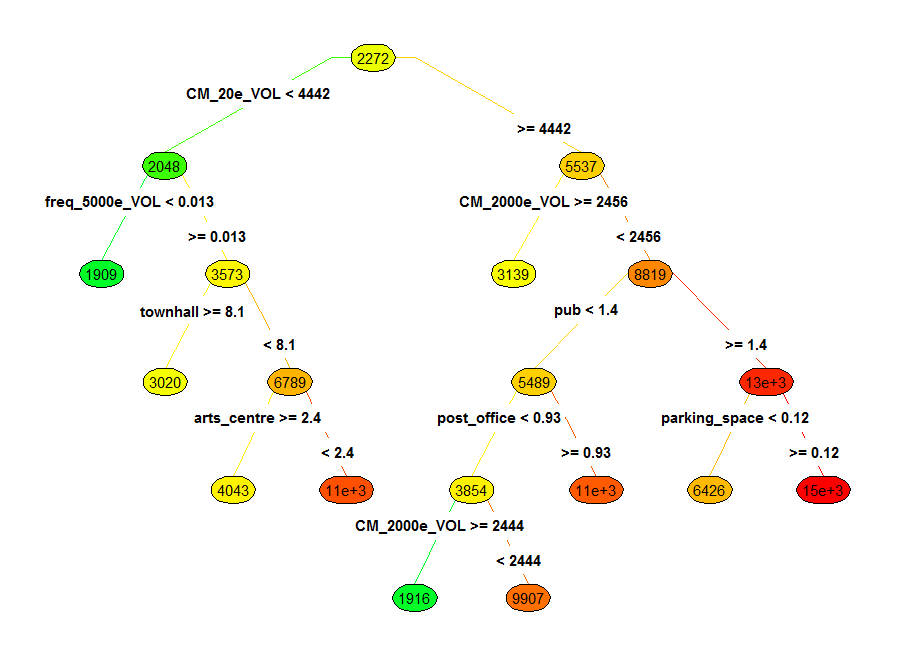 2272
CM_20e_VOL < 4442
>= 4442
2048
5537
freq_5000e_VOL < 0.013
CM_2000e_VOL >= 2456
>= 0.013
< 2456
1909
3573
3139
8819
townhall >= 8.1
pub < 1.4
< 8.1
>= 1.4
3020
6789
5489
13e+3
arts_centre >= 2.4
post_office < 0.93
parking_space < 0.12
< 2.4
>= 0.93
>= 0.12
4043
11e+3
3854
11e+3
6426
15e+3
CM_2000e_VOL >= 2444
< 2444
1916
9907